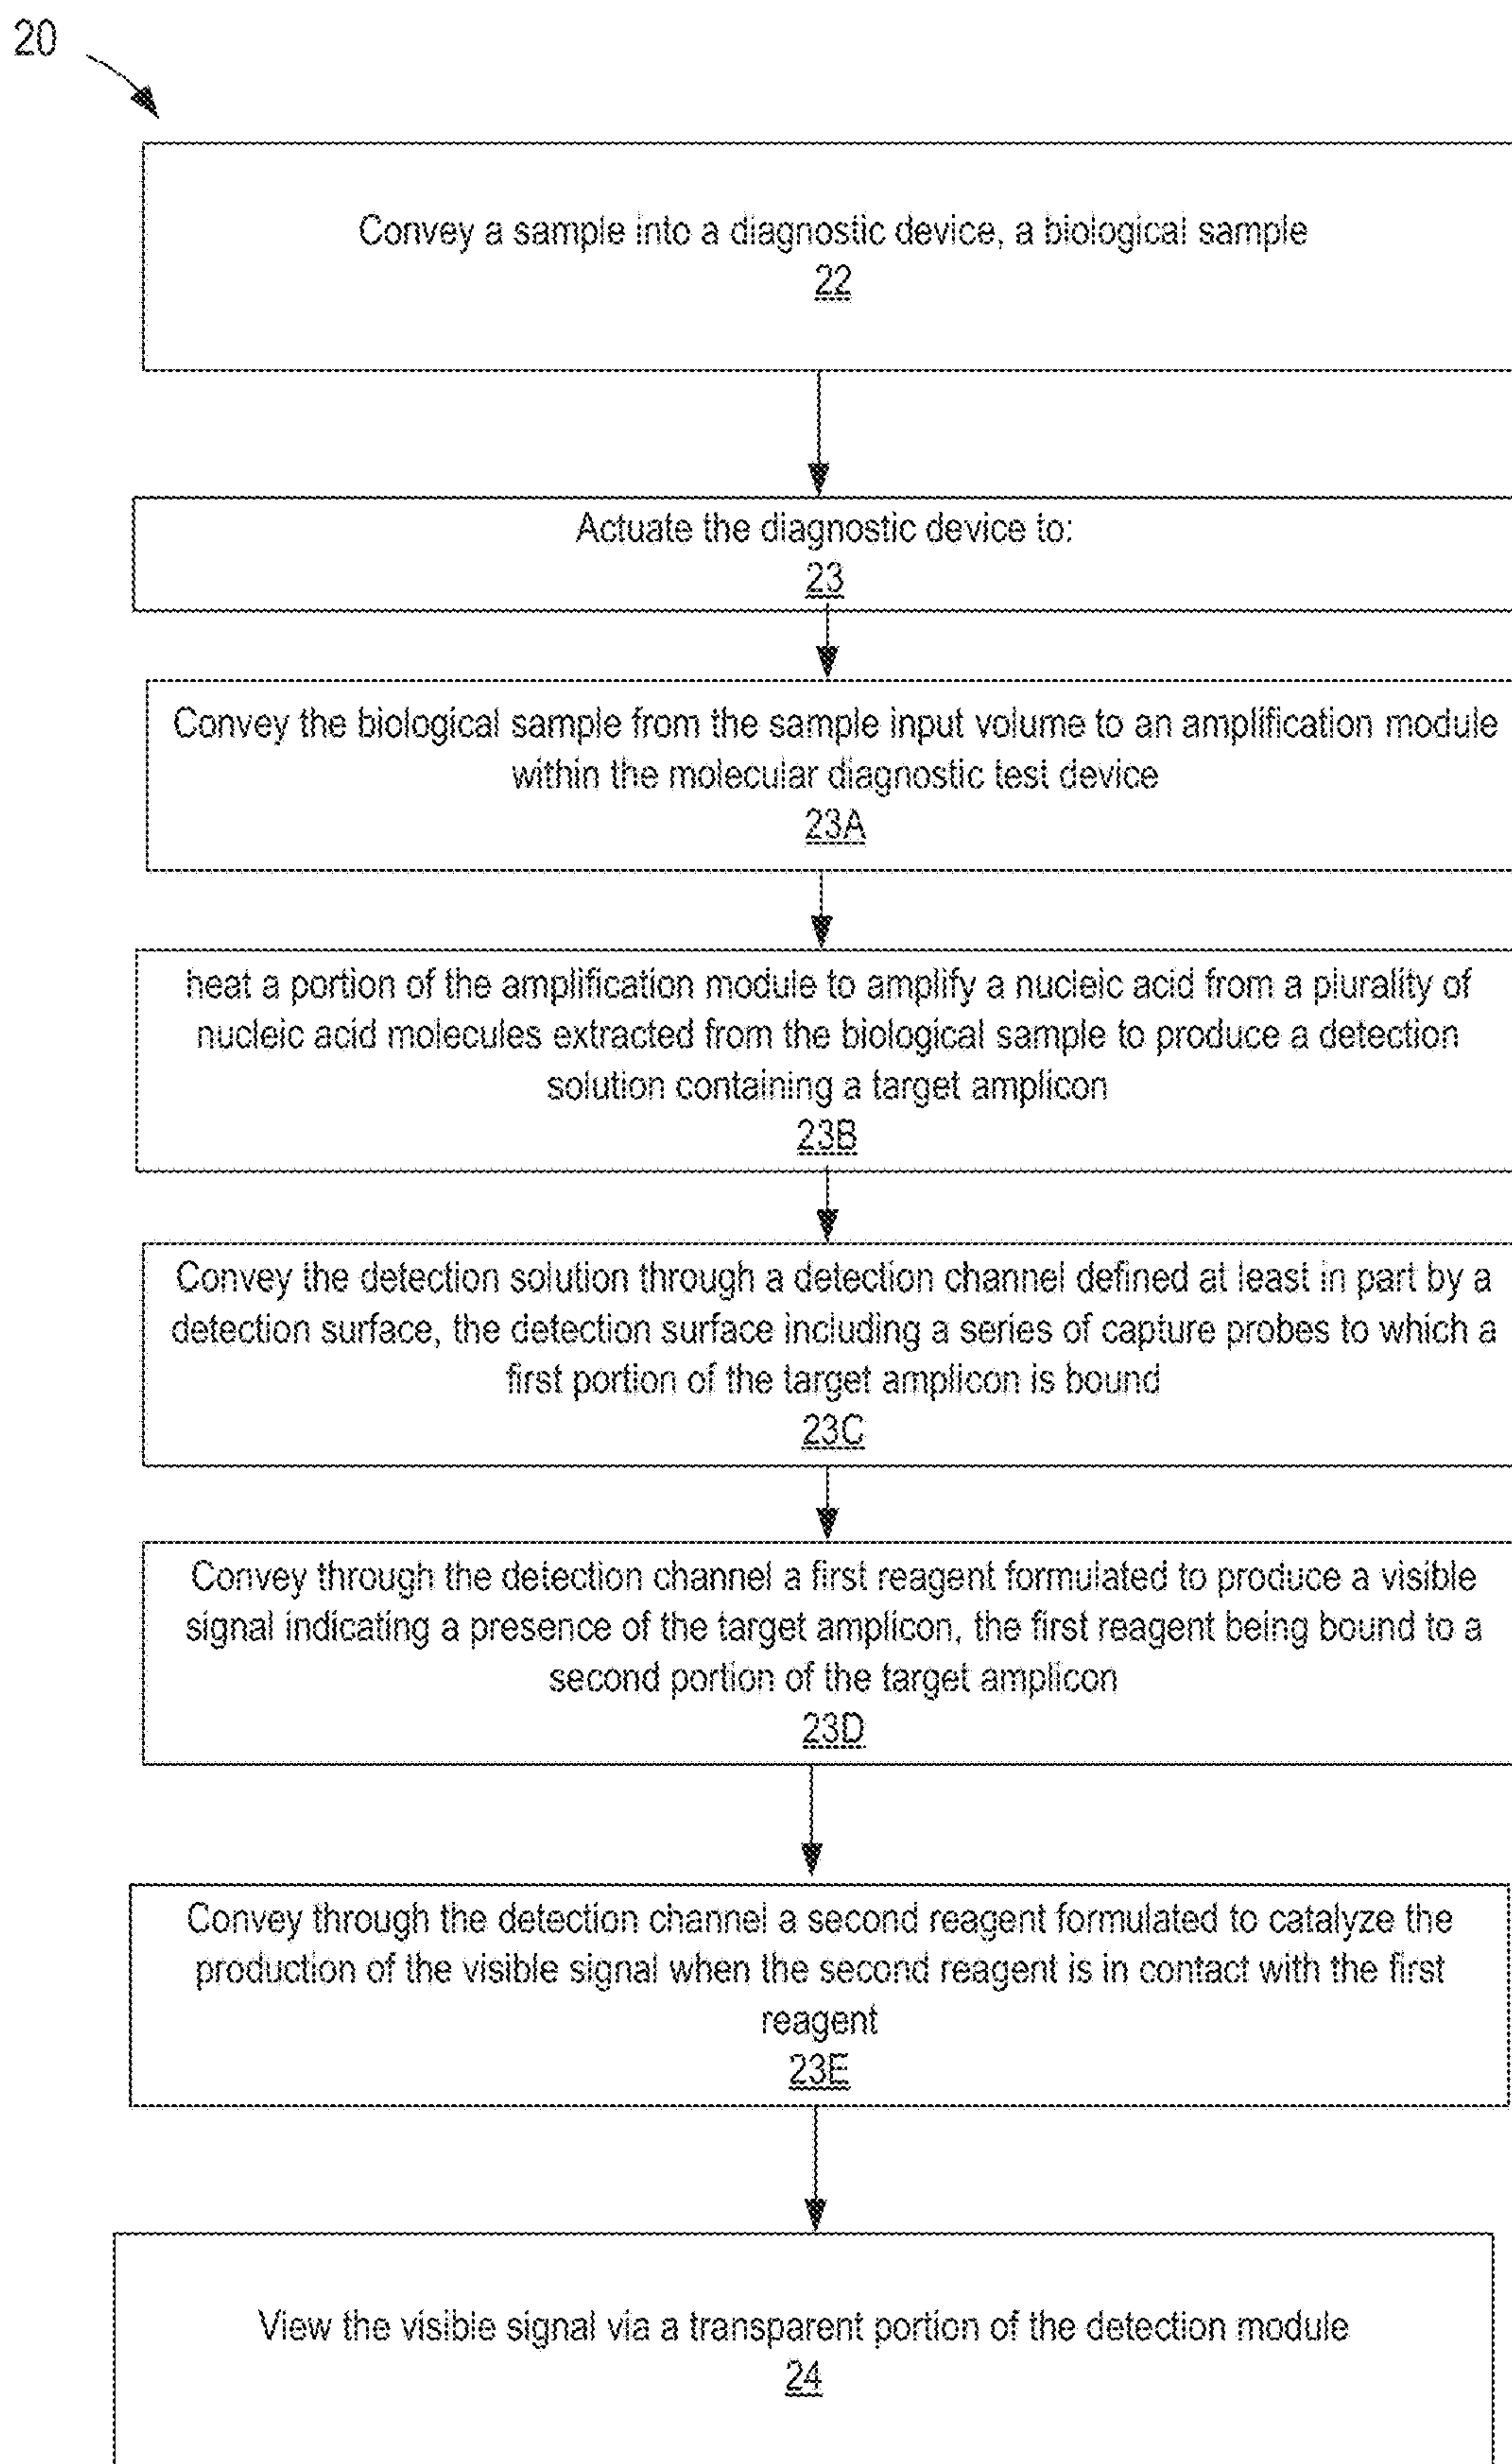 20
Convey a sample into a diagnostic device, a biological sample
22
Actuate the diagnostic device to:
23
Convey the biological sample from the sample input volume to an amplification module
within the molecular diagnostic test device
23A
heat a portion of the amplification module to amplify a nucleic acid from a plurality of
nucleic acid molecules extracted from the biological sample to produce a detection
solution containing a target amplicon
23B
Convey the detection solution through a detection channel defined at least in part by a
detection surface, the detection surface including a series of capture probes to which a
first portion of the target amplicon is bound
23C
Convey through the detection channel a first reagent formulated to produce a visible
signal indicating a presence of the target amplicon, the first reagent being bound to a
second portion of the target amplicon
23D
Convey through the detection channel a second reagent formulated to catalyze the
production of the visible signal when the second reagent is in contact with the first
reagent
23E
View the visible signal via a transparent portion of the detection module
24